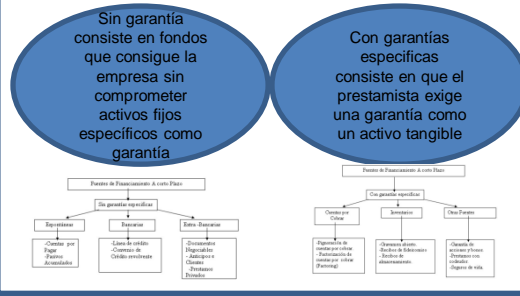 Sin garantía
consiste en fondos
que consigue la
empresa sin
comprometer
activos fijos
específicos como
garantía
Con garantías
especificas
consiste en que el
prestamista exige
una garantía como
un activo tangible
Fuentes de Financiamiento A corto Plazo
Sin garantías específicas
Espontáneas
Bancarias
Extra -Bancarias
-Cuentas por
Pagar
-Pasivos
Acumulados
-Línea de crédito
-Convenio de
Crédito revolvente
-Documentos
Negociables
- Anticipos a
Clientes
-Préstamos
Privados
Fuentes de Financiamiento A corto Plazo
Con garantías específicas
Cuentas por
Cobrar
Inventarios
Otras Fuentes
-Pignoración de
cuentas por cobrar
- Factorización de
cuentas por cobrar
(Factoring)
-Gravamen abierto
-Recibos de fideicomiso
- Recibos de
almacenamiento
-Garantía de
acciones y bonos
-Préstamos con
-Seguros de vida